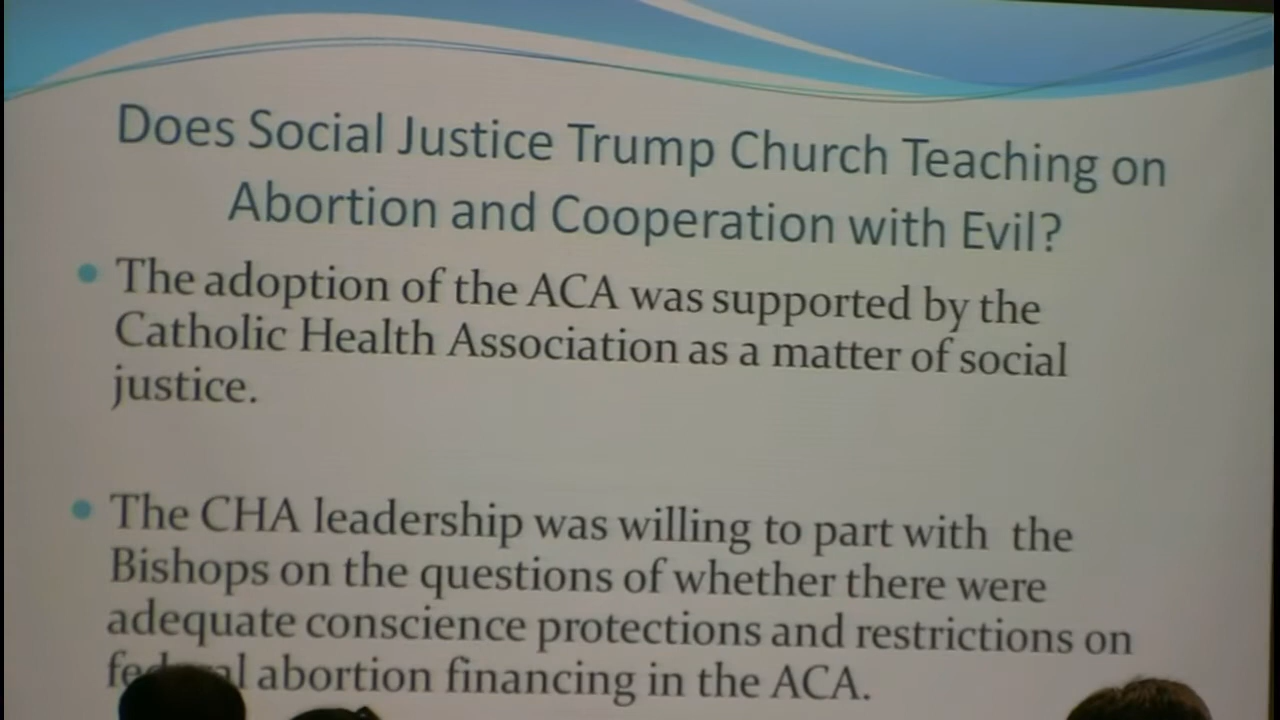 Does Social Justice Trump Church Teaching on
Abortion and Cooperation with Evil?
The adoption of the ACA was supported by the
Catholic Health Association as a matter of social
justice.
The CHA leadership was willing to part with the
Bishops on the questions of whether there were
adequate conscience protections and restrictions on
federal abortion financing in the ACA.